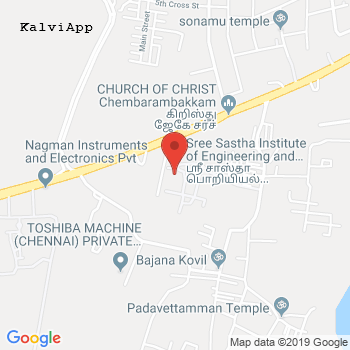 5th Cross St
sonamu temple
KalviApp
Main Street
CHURCH OF CHRIST
Chembarambakkam
கிறிஸ்து
ஜேகே சர்ச்
Nagman Instruments
and Electronics Pvt
Sree Sastha Institute
of Engineering and...
ஸ்ரீ சாஸ்தா
பொறியியல்...
TOSHIBA MACHINE
(CHENNAI) PRIVATE...
Bajana Kovil
Padavettamman Temple
Google
Map data ©2019 Google